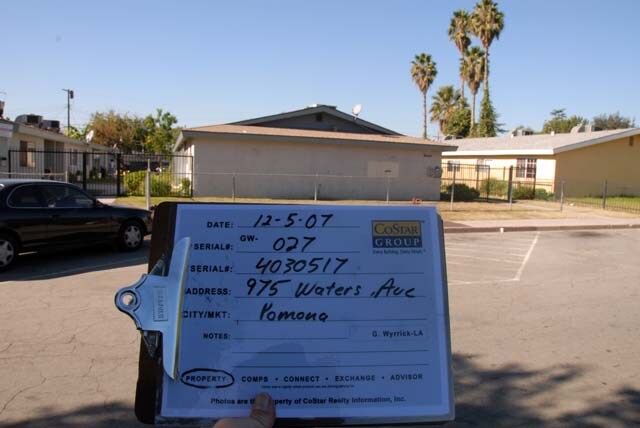 DATE: 12-5-07
COSTAR GROUP
GW-
SERIAL#: 027
SERIAL#: 4030517
ADDRESS: 975 Waters Ave
CITY/MKT: Pomona
NOTES: G. Wyrrick-LA
PROPERTY • COMPS • CONNECT • EXCHANGE • ADVISOR
Photos are the Property of CoStar Realty Information, Inc.